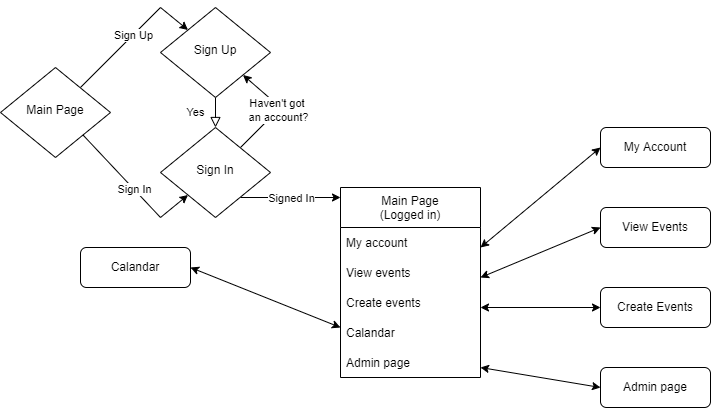 Sign Up
Sign Up
Main Page
Yes
Haven't got
an account?
Sign In
Sign In
Signed In
Main Page
(Logged in)
My account
View events
Create events
Calandar
Admin page
Calandar
My Account
View Events
Create Events
Admin page